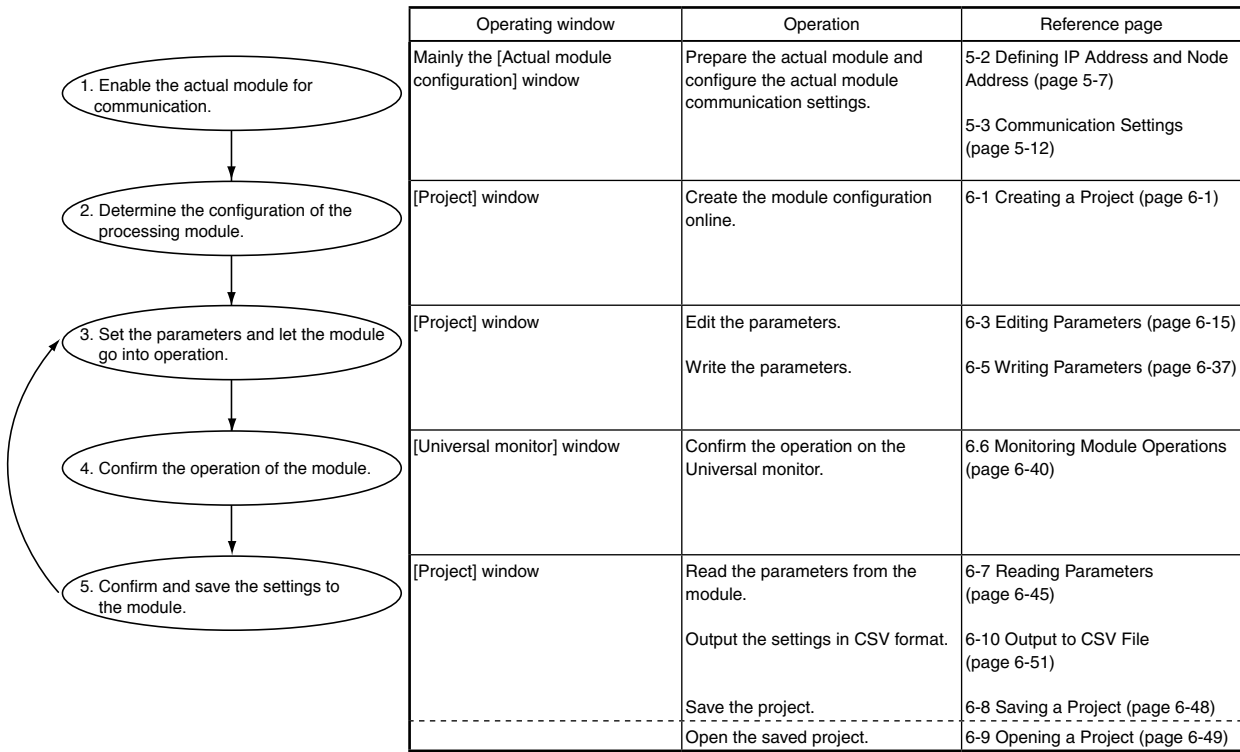 Operating window
Operation
Reference page
1. Enable the actual module for
communication.
Mainly the [Actual module
configuration] window
Prepare the actual module and
configure the actual module
communication settings.
5-2 Defining IP Address and Node
Address (page 5-7)
5-3 Communication Settings
(page 5-12)
2. Determine the configuration of the
processing module.
[Project] window
Create the module configuration
online.
6-1 Creating a Project (page 6-1)
3. Set the parameters and let the module
go into operation.
[Project] window
Edit the parameters.
6-3 Editing Parameters (page 6-15)
Write the parameters.
6-5 Writing Parameters (page 6-37)
4. Confirm the operation of the module.
[Universal monitor] window
Confirm the operation on the
Universal monitor.
6.6 Monitoring Module Operations
(page 6-40)
5. Confirm and save the settings to
the module.
[Project] window
Read the parameters from the
module.
6-7 Reading Parameters
(page 6-45)
Output the settings in CSV format.
6-10 Output to CSV File
(page 6-51)
Save the project.
6-8 Saving a Project (page 6-48)
Open the saved project.
6-9 Opening a Project (page 6-49)